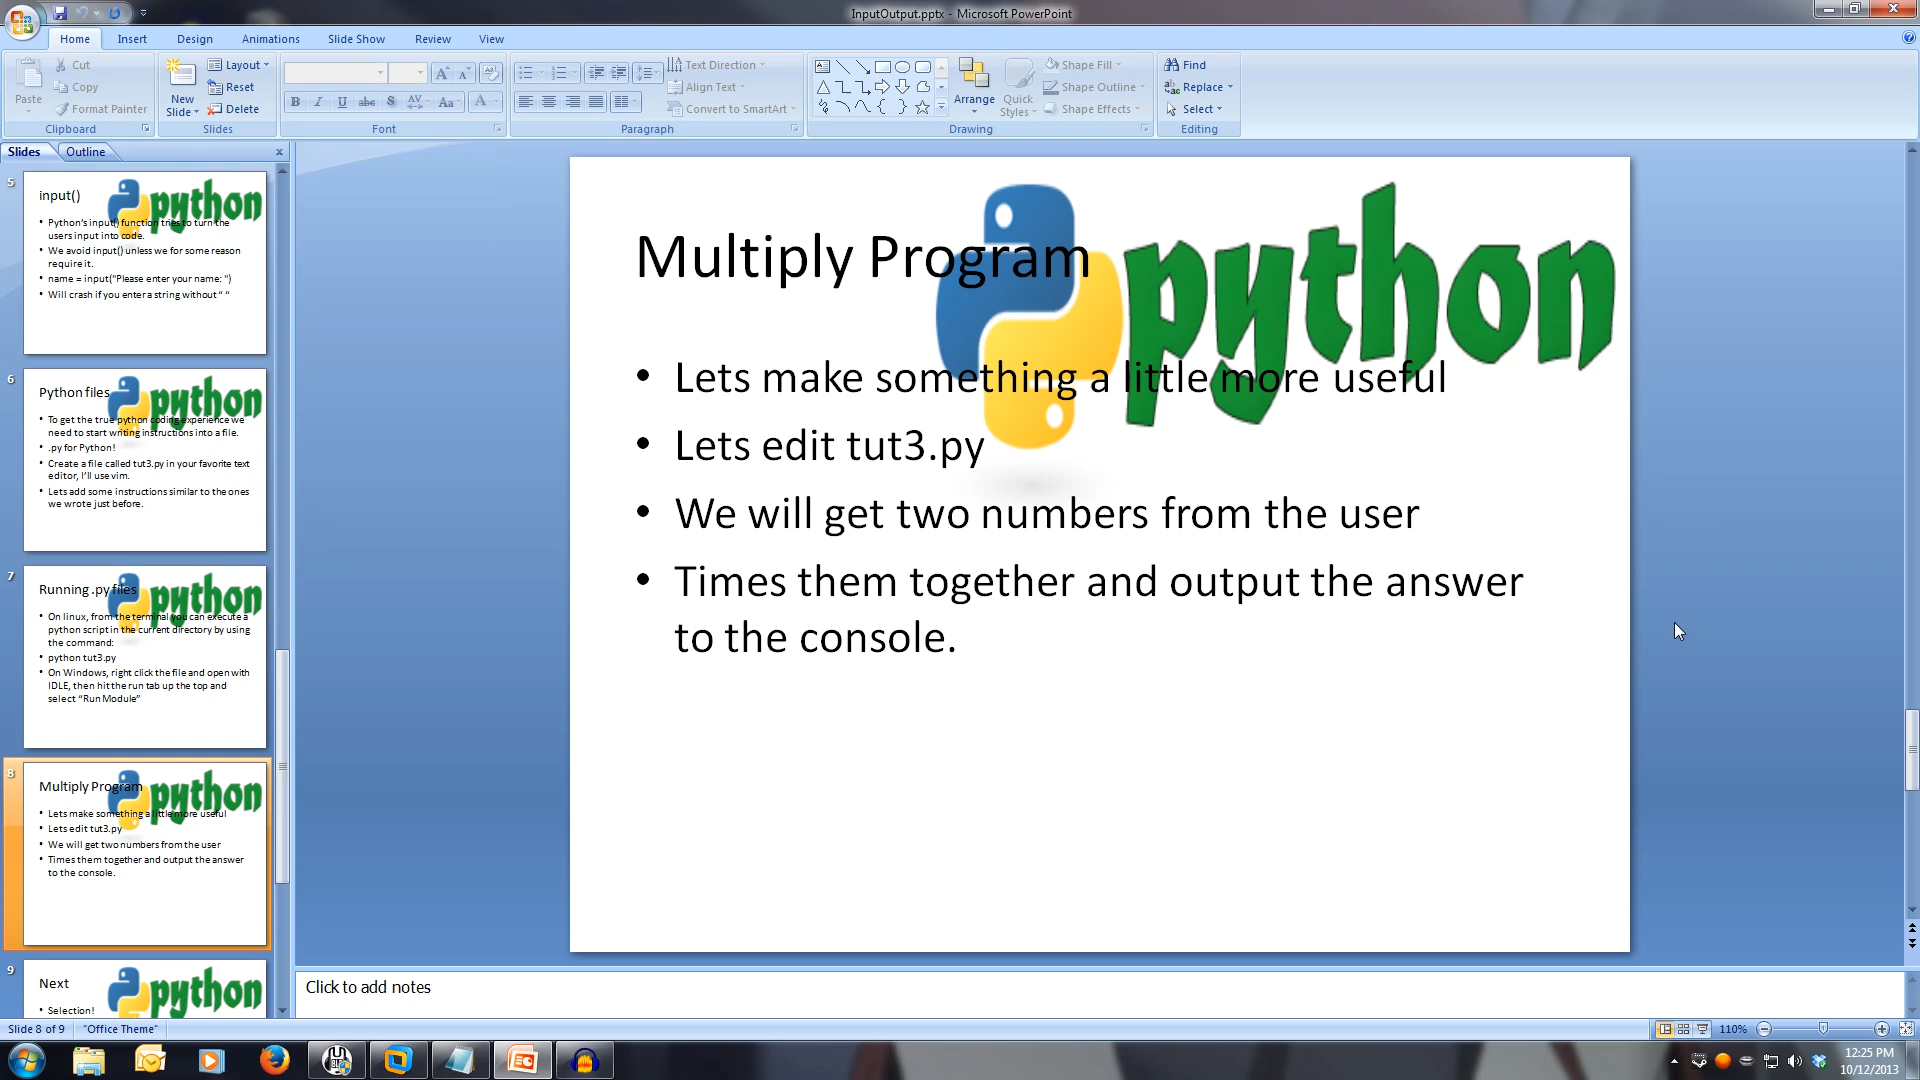 InputOutput.pptx - Microsoft PowerPoint
Home Insert Design Animations Slide Show Review View
Paste
Cut
Copy
Format Painter
Clipboard
New Slide
Layout
Reset
Delete
Slides
B I U abc S AV Aa A
Font
Text Direction
Align Text
Convert to SmartArt
Paragraph
Arrange
Quick Styles
Shape Fill
Shape Outline
Shape Effects
Drawing
Find
Replace
Select
Editing
Slides Outline
5
input()
python
• Python's input() function tries to turn the
users input into code.
• We avoid input() unless we for some reason
require it.
• name = input("Please enter your name: ")
• Will crash if you enter a string without “ “
6
Python files
python
• To get the true python coding experience we
need to start writing instructions into a file.
• .py for Python!
• Create a file called tut3.py in your favorite text
editor, I'll use vim.
• Lets add some instructions similar to the ones
we wrote just before.
7
Running .py files
python
• On linux, from the terminal you can execute a
python script in the current directory by using
the command:
• python tut3.py
• On Windows, right click the file and open with
IDLE, then hit the run tab up the top and
select “Run Module”
8
Multiply Program
python
• Lets make something a little more useful
• Lets edit tut3.py
• We will get two numbers from the user
• Times them together and output the answer
to the console.
9
Next
python
• Selection!
Multiply Program
python
• Lets make something a little more useful
• Lets edit tut3.py
• We will get two numbers from the user
• Times them together and output the answer
to the console.
Click to add notes
Slide 8 of 9 "Office Theme" 110%
12:25 PM
10/12/2013